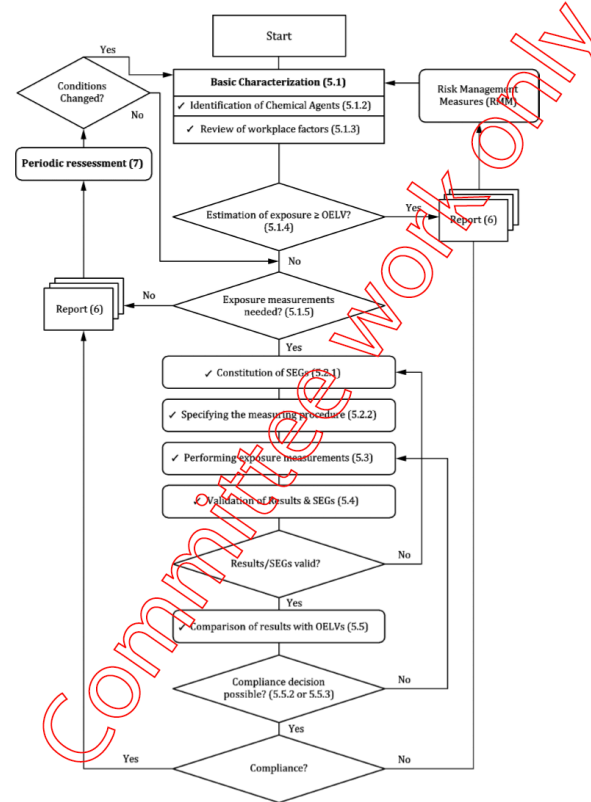 Start
Yes
Conditions
Changed?
No
Basic Characterization (5.1)
✓ Identification of Chemical Agents (5.1.2)
✓ Review of workplace factors (5.1.3)
Risk Management
Measures (RMM)
Periodic ressessment (7)
Estimation of exposure ≥ OELV?
(5.1.4)
Yes
Report (6)
No
Report (6)
No
Exposure measurements
needed? (5.1.5)
Yes
✓ Constitution of SEGs (5.2.1)
✓ Specifying the measuring procedure (5.2.2)
✓ Performing exposure measurements (5.3)
✓ Validation of Results & SEGs (5.4)
Results/SEGs valid?
No
Yes
✓ Comparison of results with OELVs (5.5)
Compliance decision
possible? (5.5.2 or 5.5.3)
No
Yes
Yes
Compliance?
No
Committee work only